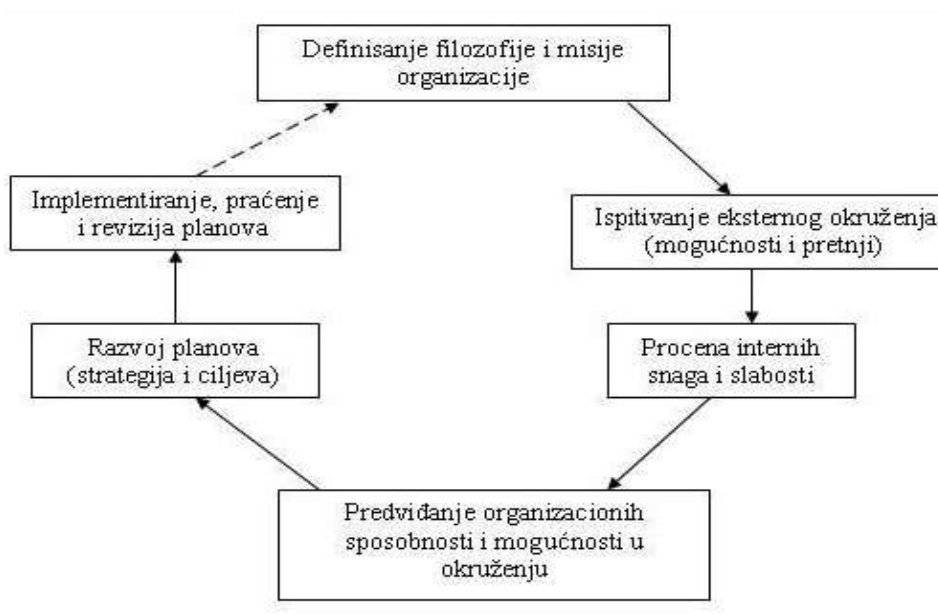 Definisanje filozofije i misije
organizacije
Ispitivanje eksternog okruženja
(mogućnosti i pretnji)
Procena internih
snaga i slabosti
Predviđanje organizacionih
sposobnosti i mogućnosti u
okruženju
Razvoj planova
(strategija i ciljeva)
Implementiranje, praćenje
i revizija planova